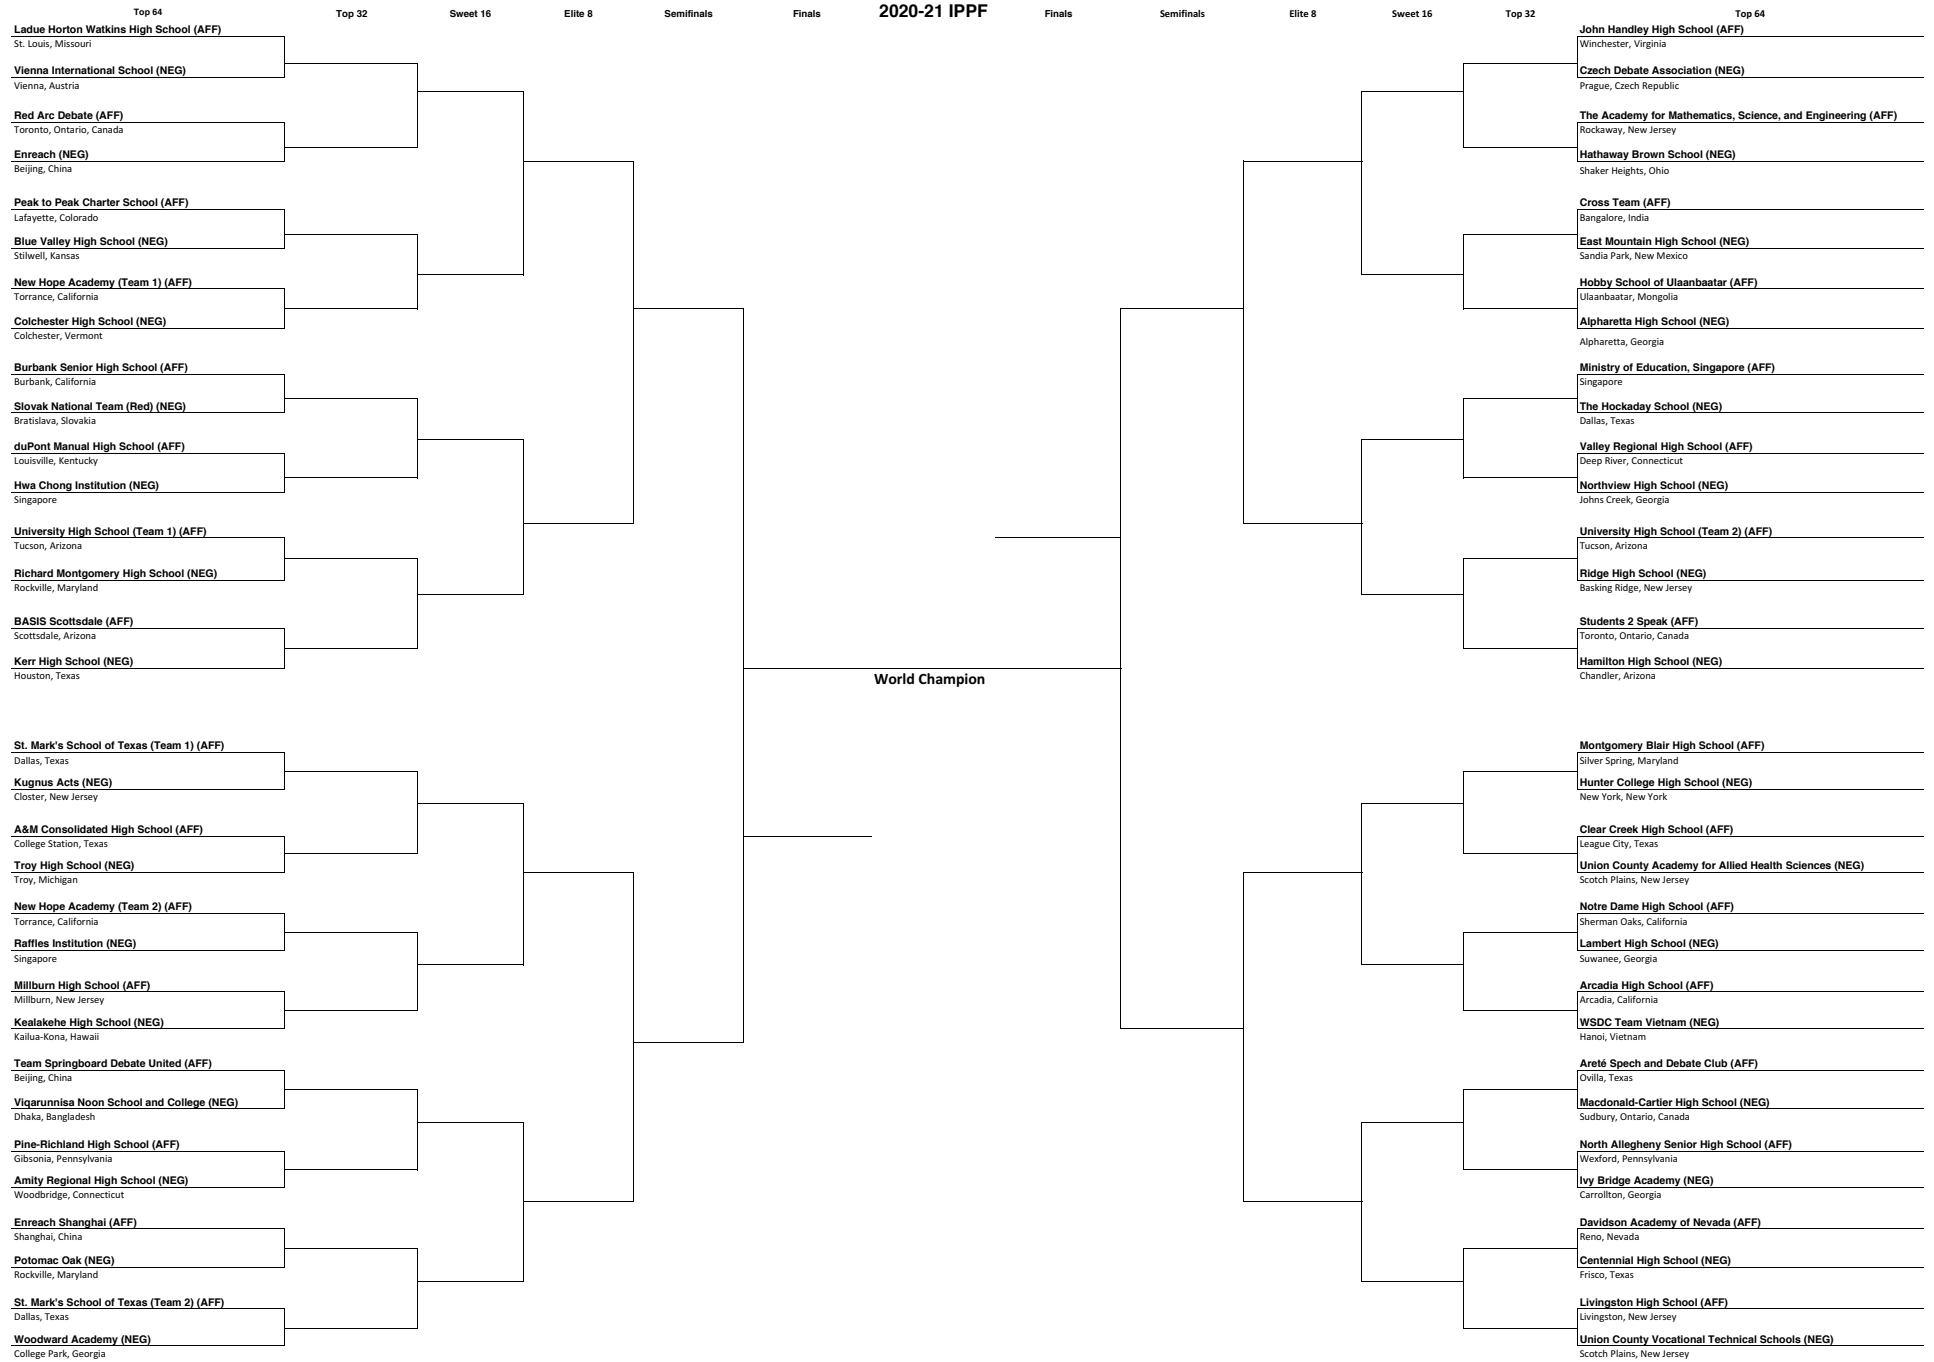 2020-21 IPPF
Top 64
Top 32
Sweet 16
Elite 8
Semifinals
Finals
Finals
Semifinals
Elite 8
Sweet 16
Top 32
Top 64
Ladue Horton Watkins High School (AFF)
St. Louis, Missouri
Vienna International School (NEG)
Vienna, Austria
Red Arc Debate (AFF)
Toronto, Ontario, Canada
Enreach (NEG)
Beijing, China
Peak to Peak Charter School (AFF)
Lafayette, Colorado
Blue Valley High School (NEG)
Stilwell, Kansas
New Hope Academy (Team 1) (AFF)
Torrance, California
Colchester High School (NEG)
Colchester, Vermont
Burbank Senior High School (AFF)
Burbank, California
Slovak National Team (Red) (NEG)
Bratislava, Slovakia
duPont Manual High School (AFF)
Louisville, Kentucky
Hwa Chong Institution (NEG)
Singapore
University High School (Team 1) (AFF)
Tucson, Arizona
Richard Montgomery High School (NEG)
Rockville, Maryland
BASIS Scottsdale (AFF)
Scottsdale, Arizona
Kerr High School (NEG)
Houston, Texas
St. Mark's School of Texas (Team 1) (AFF)
Dallas, Texas
Kugnus Acts (NEG)
Closter, New Jersey
A&M Consolidated High School (AFF)
College Station, Texas
Troy High School (NEG)
Troy, Michigan
New Hope Academy (Team 2) (AFF)
Torrance, California
Raffles Institution (NEG)
Singapore
Millburn High School (AFF)
Millburn, New Jersey
Kealakehe High School (NEG)
Kailua-Kona, Hawaii
Team Springboard Debate United (AFF)
Beijing, China
Viqarunnisa Noon School and College (NEG)
Dhaka, Bangladesh
Pine-Richland High School (AFF)
Gibsonia, Pennsylvania
Amity Regional High School (NEG)
Woodbridge, Connecticut
Enreach Shanghai (AFF)
Shanghai, China
Potomac Oak (NEG)
Rockville, Maryland
St. Mark's School of Texas (Team 2) (AFF)
Dallas, Texas
Woodward Academy (NEG)
College Park, Georgia
World Champion
John Handley High School (AFF)
Winchester, Virginia
Czech Debate Association (NEG)
Prague, Czech Republic
The Academy for Mathematics, Science, and Engineering (AFF)
Rockaway, New Jersey
Hathaway Brown School (NEG)
Shaker Heights, Ohio
Cross Team (AFF)
Bangalore, India
East Mountain High School (NEG)
Sandia Park, New Mexico
Hobby School of Ulaanbaatar (AFF)
Ulaanbaatar, Mongolia
Alpharetta High School (NEG)
Alpharetta, Georgia
Ministry of Education, Singapore (AFF)
Singapore
The Hockaday School (NEG)
Dallas, Texas
Valley Regional High School (AFF)
Deep River, Connecticut
Northview High School (NEG)
Johns Creek, Georgia
University High School (Team 2) (AFF)
Tucson, Arizona
Ridge High School (NEG)
Basking Ridge, New Jersey
Students 2 Speak (AFF)
Toronto, Ontario, Canada
Hamilton High School (NEG)
Chandler, Arizona
Montgomery Blair High School (AFF)
Silver Spring, Maryland
Hunter College High School (NEG)
New York, New York
Clear Creek High School (AFF)
League City, Texas
Union County Academy for Allied Health Sciences (NEG)
Scotch Plains, New Jersey
Notre Dame High School (AFF)
Sherman Oaks, California
Lambert High School (NEG)
Suwanee, Georgia
Arcadia High School (AFF)
Arcadia, California
WSDC Team Vietnam (NEG)
Hanoi, Vietnam
Areté Spech and Debate Club (AFF)
Ovilla, Texas
Macdonald-Cartier High School (NEG)
Sudbury, Ontario, Canada
North Allegheny Senior High School (AFF)
Wexford, Pennsylvania
Ivy Bridge Academy (NEG)
Carrollton, Georgia
Davidson Academy of Nevada (AFF)
Reno, Nevada
Centennial High School (NEG)
Frisco, Texas
Livingston High School (AFF)
Livingston, New Jersey
Union County Vocational Technical Schools (NEG)
Scotch Plains, New Jersey